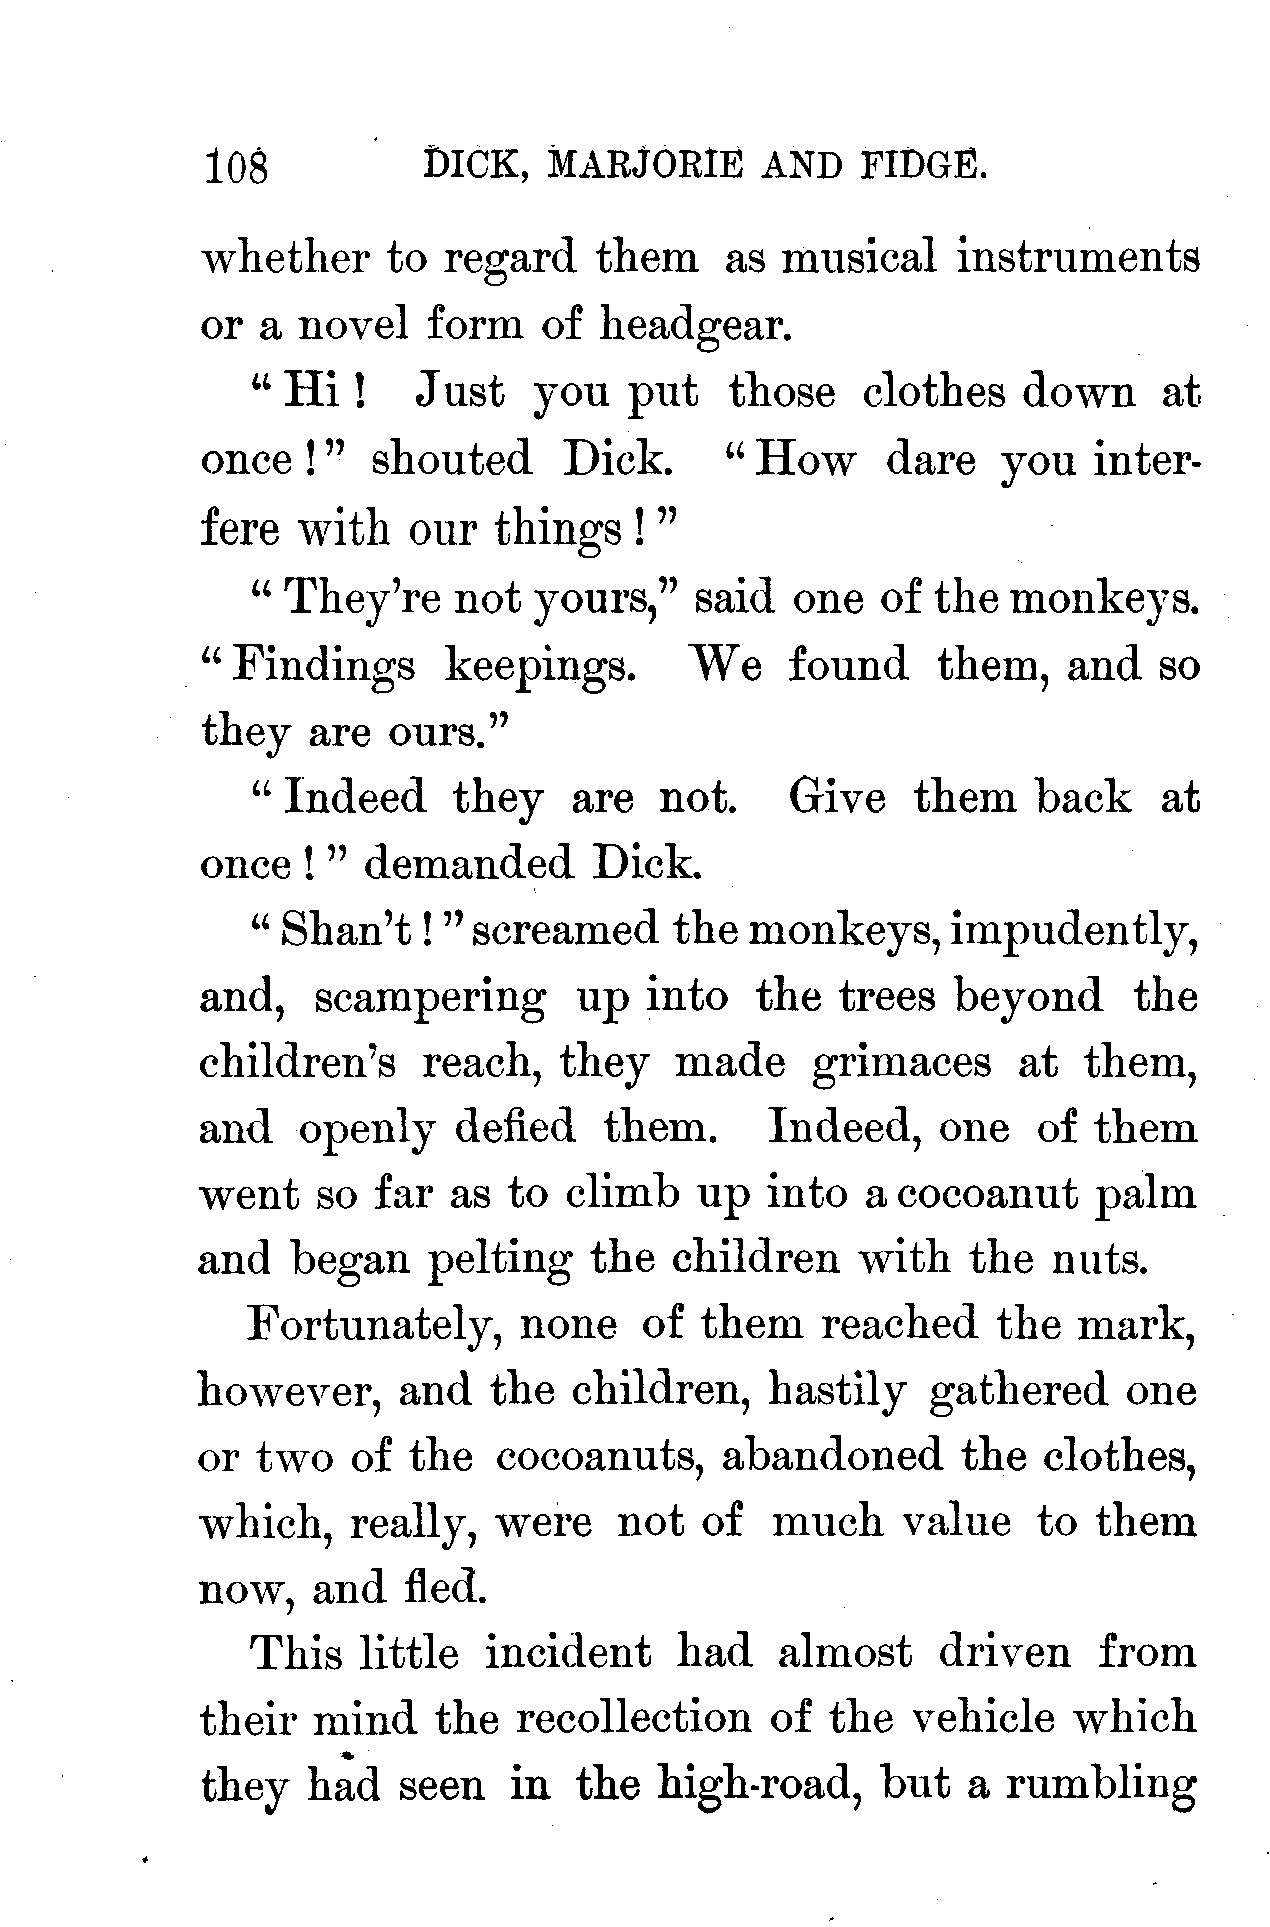 108 DICK, MARJORIE AND FIDGE.
whether to regard them as musical instruments
or a novel form of headgear.
“ Hi ! Just you put those clothes down at
once ! ” shouted Dick. “ How dare you inter-
fere with our things ! ”
“ They’re not yours,” said one of the monkeys.
“ Findings keepings. We found them, and so
they are ours.”
“ Indeed they are not. Give them back at
once ! ” demanded Dick.
“ Shan’t ! ” screamed the monkeys, impudently,
and, scampering up into the trees beyond the
children’s reach, they made grimaces at them,
and openly defied them. Indeed, one of them
went so far as to climb up into a cocoanut palm
and began pelting the children with the nuts.
Fortunately, none of them reached the mark,
however, and the children, hastily gathered one
or two of the cocoanuts, abandoned the clothes,
which, really, were not of much value to them
now, and fled.
This little incident had almost driven from
their mind the recollection of the vehicle which
they had seen in the high-road, but a rumbling